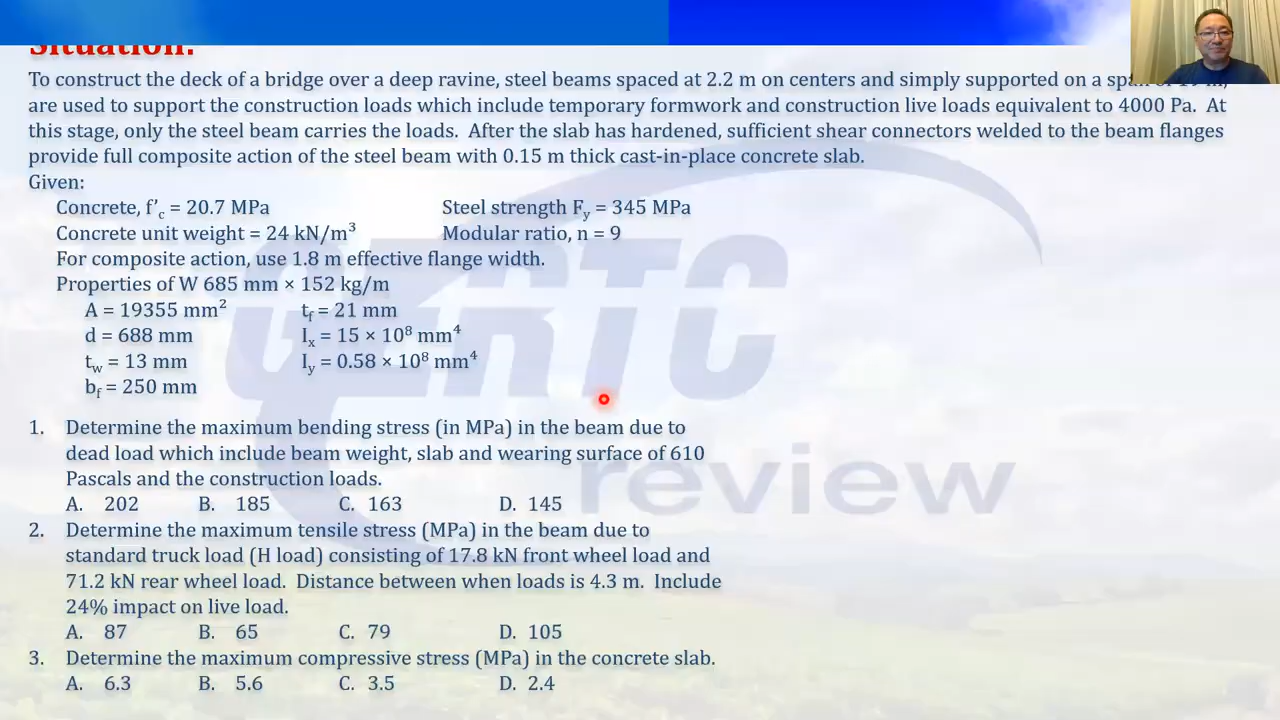 Situation:
To construct the deck of a bridge over a deep ravine, steel beams spaced at 2.2 m on centers and simply supported on a
are used to support the construction loads which include temporary formwork and construction live loads equivalent to 4000 Pa. At
this stage, only the steel beam carries the loads. After the slab has hardened, sufficient shear connectors welded to the beam flanges
provide full composite action of the steel beam with 0.15 m thick cast-in-place concrete slab.
Given:
Concrete, f'c = 20.7 MPa Steel strength Fy = 345 MPa
Concrete unit weight = 24 kN/m³ Modular ratio, n = 9
For composite action, use 1.8 m effective flange width.
Properties of W 685 mm × 152 kg/m
A = 19355 mm² tf = 21 mm
d = 688 mm Ix = 15 × 10⁸ mm⁴
tw = 13 mm Iy = 0.58 × 10⁸ mm⁴
bf = 250 mm
1. Determine the maximum bending stress (in MPa) in the beam due to
dead load which include beam weight, slab and wearing surface of 610
Pascals and the construction loads.
A. 202 B. 185 C. 163 D. 145
2. Determine the maximum tensile stress (MPa) in the beam due to
standard truck load (H load) consisting of 17.8 kN front wheel load and
71.2 kN rear wheel load. Distance between when loads is 4.3 m. Include
24% impact on live load.
A. 87 B. 65 C. 79 D. 105
3. Determine the maximum compressive stress (MPa) in the concrete slab.
A. 6.3 B. 5.6 C. 3.5 D. 2.4
GERTC
review